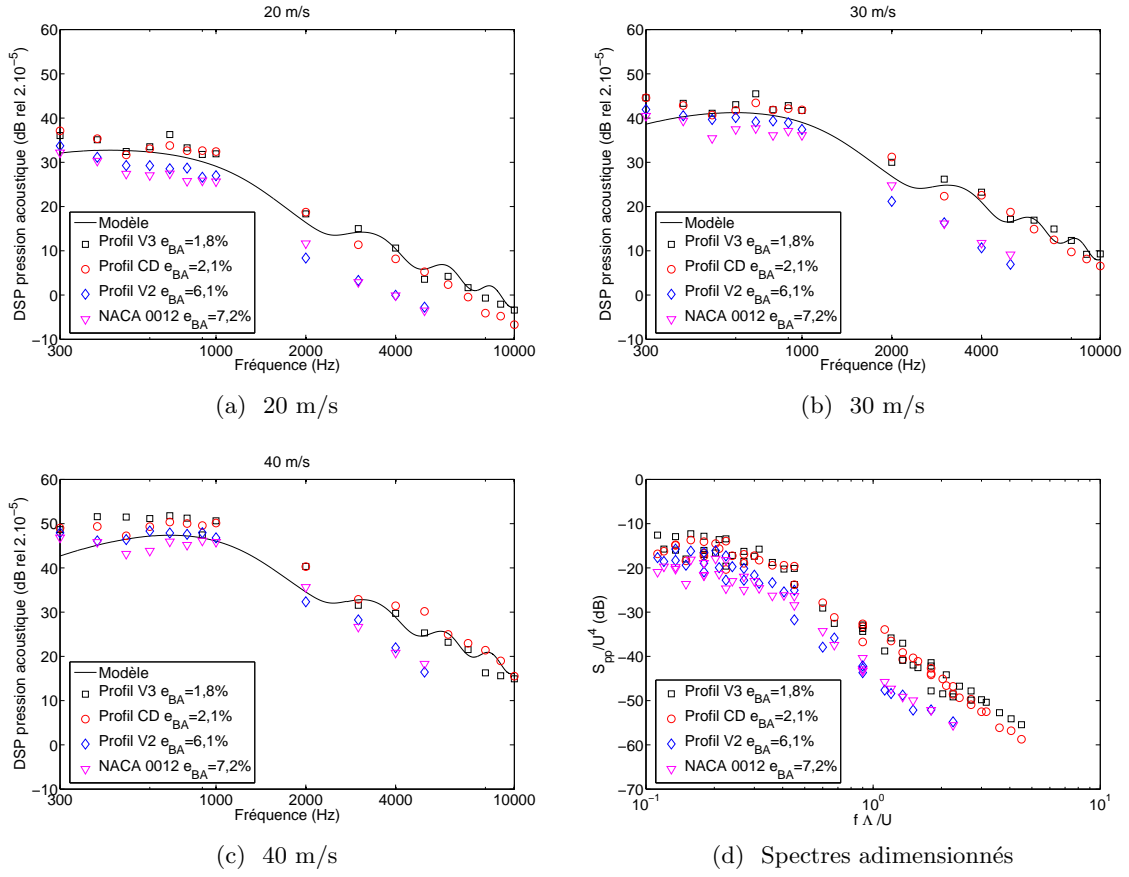 20 m/s
DSP pression acoustique (dB rel 2.10⁻⁵)
60
50
40
30
20
10
0
−10
300 1000 2000 4000 10000
Fréquence (Hz)
Modèle
Profil V3 e_BA=1,8%
Profil CD e_BA=2,1%
Profil V2 e_BA=6,1%
NACA 0012 e_BA=7,2%
(a) 20 m/s
30 m/s
DSP pression acoustique (dB rel 2.10⁻⁵)
60
50
40
30
20
10
0
−10
300 1000 2000 4000 10000
Fréquence (Hz)
Modèle
Profil V3 e_BA=1,8%
Profil CD e_BA=2,1%
Profil V2 e_BA=6,1%
NACA 0012 e_BA=7,2%
(b) 30 m/s
40 m/s
DSP pression acoustique (dB rel 2.10⁻⁵)
60
50
40
30
20
10
0
−10
300 1000 2000 4000 10000
Fréquence (Hz)
Modèle
Profil V3 e_BA=1,8%
Profil CD e_BA=2,1%
Profil V2 e_BA=6,1%
NACA 0012 e_BA=7,2%
(c) 40 m/s
S_pp/U⁴ (dB)
0
−10
−20
−30
−40
−50
−60
−70
10⁻¹ 10⁰ 10¹
f Λ /U
Profil V3 e_BA=1,8%
Profil CD e_BA=2,1%
Profil V2 e_BA=6,1%
NACA 0012 e_BA=7,2%
(d) Spectres adimensionnés